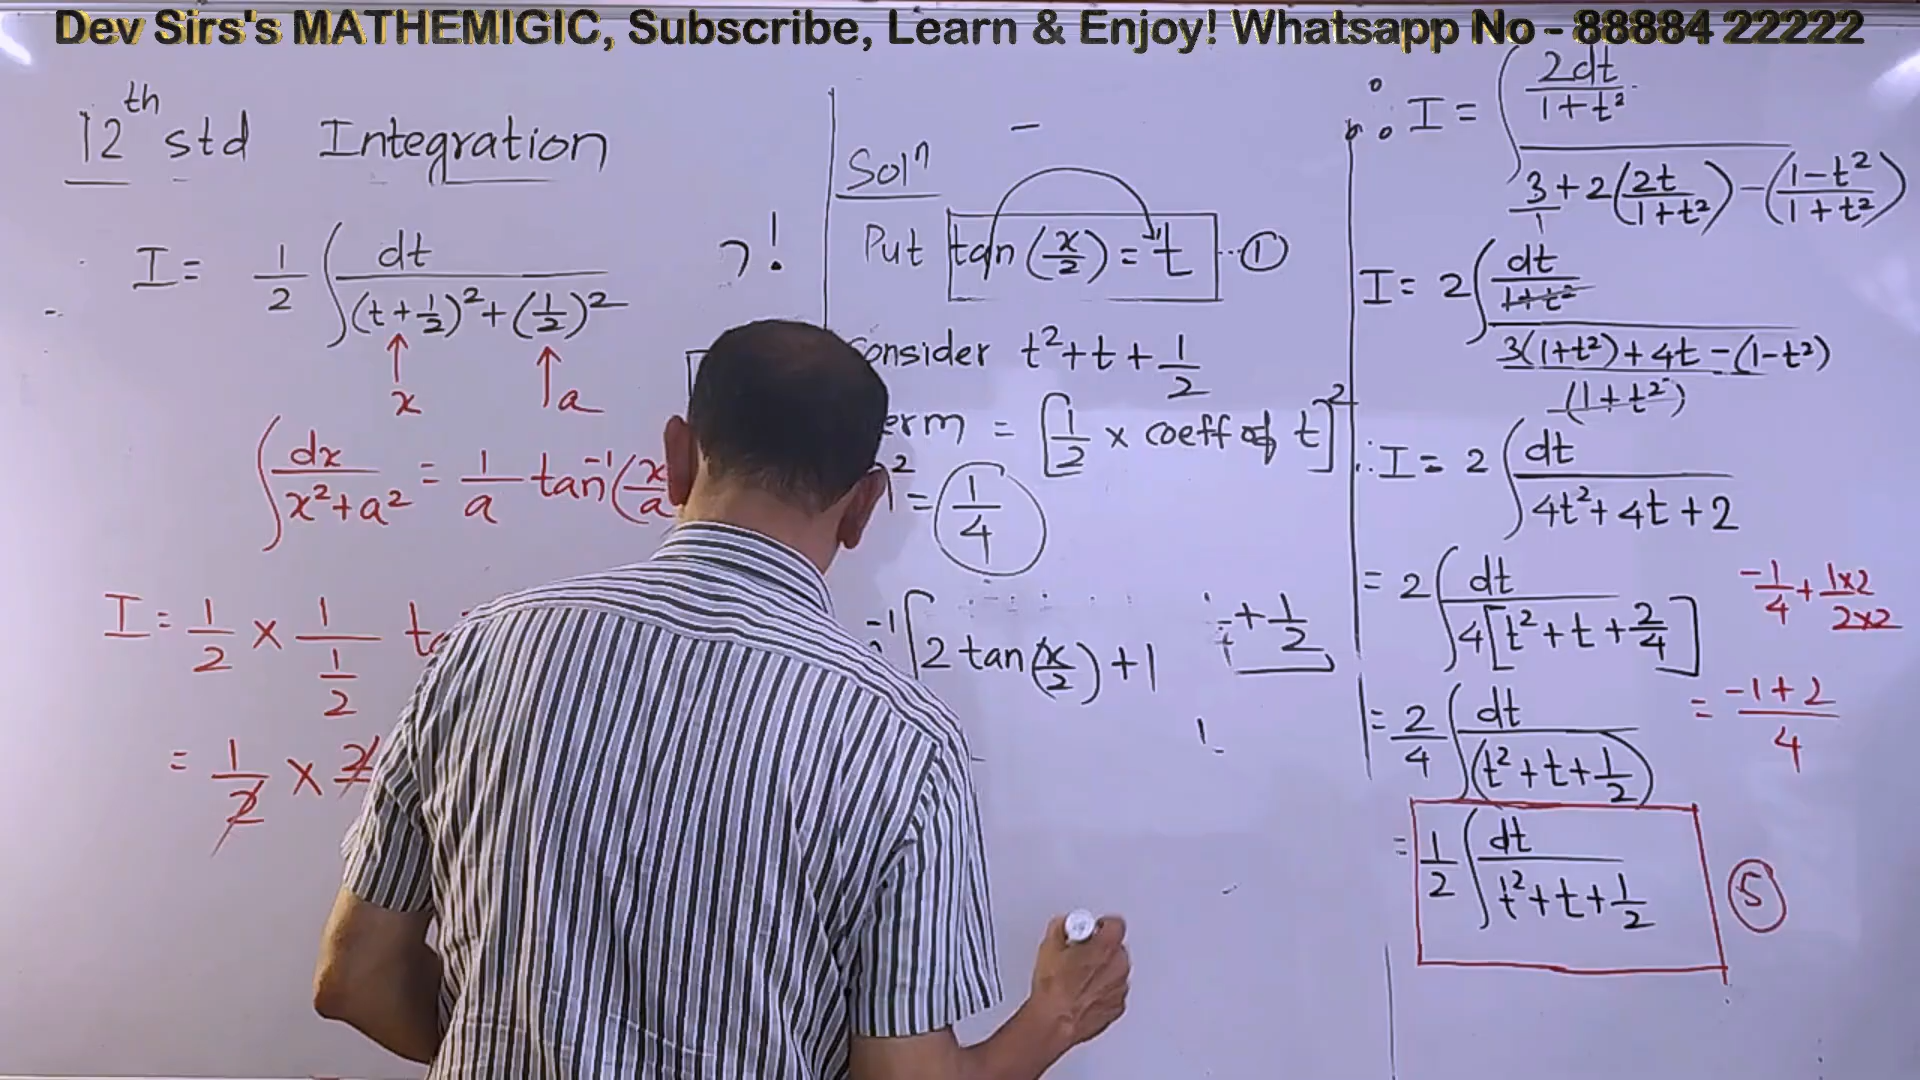 Dev Sirs's MATHEMIGIC, Subscribe, Learn & Enjoy! Whatsapp No - 88884 22222
12th std Integration
I = 1/2 ∫ dt / (t + 1/2)² + (1/2)²
↑ x ↑ a
∫ dx / x² + a² = 1/a tan⁻¹ (x/a
I = 1/2 × 1 / 1/2
= 1/2 × 2
Solⁿ
Put tan (x/2) = t ... ①
onsider t² + t + 1/2
erm = [1/2 × coeff of t]²
= 1/4
⁻¹ [2 tan (x/2) + 1
+ 1/2
∴ I = ∫ 2dt / 1 + t² / 3/1 + 2 (2t / 1 + t²) - (1 - t² / 1 + t²)
I = 2 ∫ dt / 1 + t² / 3(1 + t²) + 4t - (1 - t²) / (1 + t²)
∴ I = 2 ∫ dt / 4t² + 4t + 2
= 2 ∫ dt / 4 [t² + t + 2/4]
-1/4 + 1×2 / 2×2
= 2/4 ∫ dt / (t² + t + 1/2)
= -1 + 2 / 4
= 1/2 ∫ dt / t² + t + 1/2 ⑤